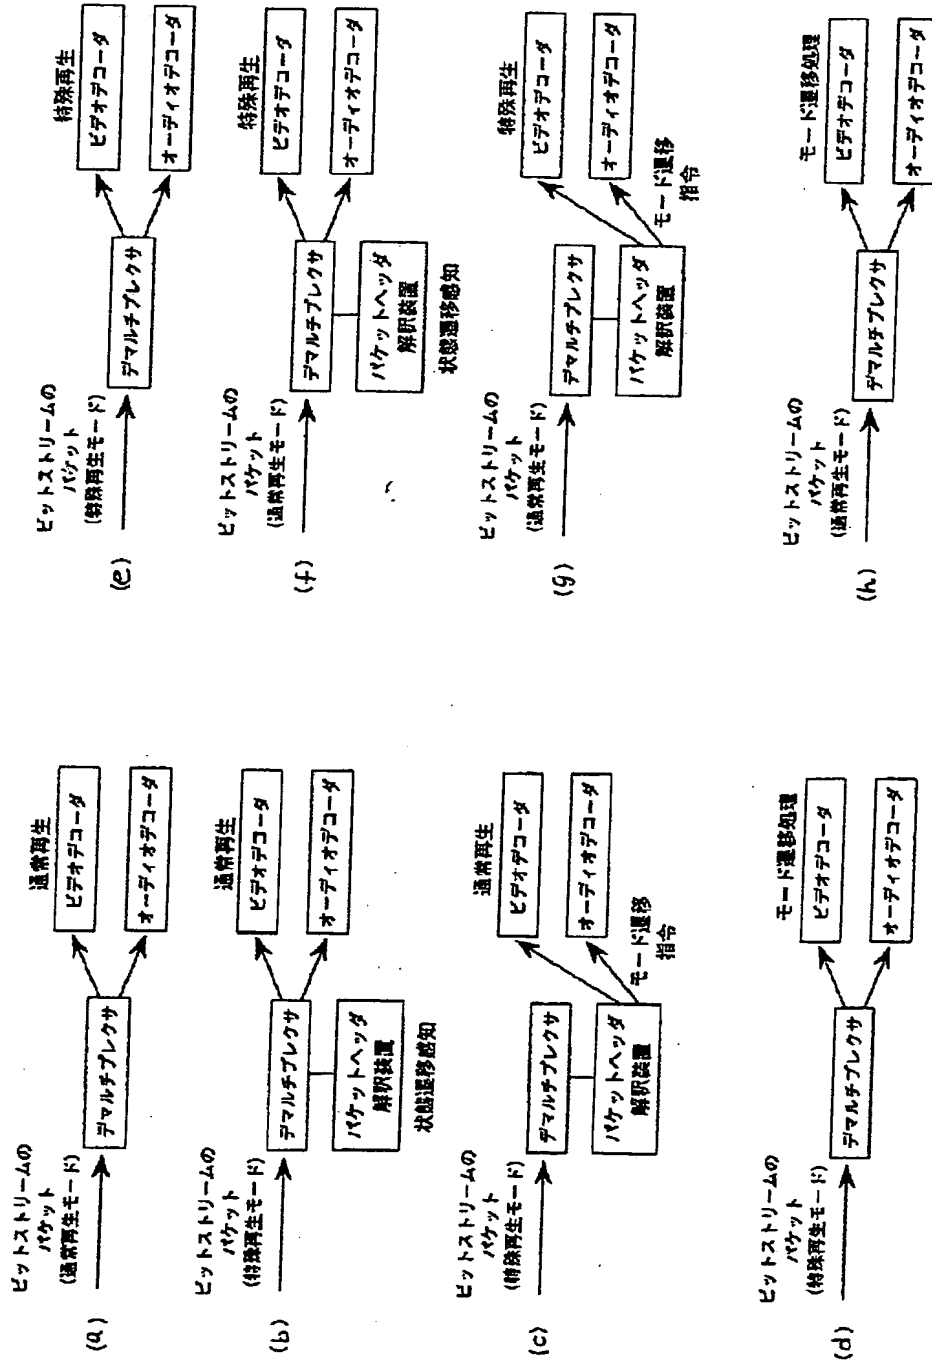 (a)
ビットストリームの
パケット
(通常再生モード)
デマルチプレクサ
通常再生
ビデオデコーダ
オーディオデコーダ
(b)
ビットストリームの
パケット
(特殊再生モード)
デマルチプレクサ
パケットヘッダ
解釈装置
状態遷移感知
通常再生
ビデオデコーダ
オーディオデコーダ
(c)
ビットストリームの
パケット
(特殊再生モード)
デマルチプレクサ
パケットヘッダ
解釈装置
モード遷移
指令
通常再生
ビデオデコーダ
オーディオデコーダ
(d)
ビットストリームの
パケット
(特殊再生モード)
デマルチプレクサ
モード遷移処理
ビデオデコーダ
オーディオデコーダ
(e)
ビットストリームの
パケット
(特殊再生モード)
デマルチプレクサ
特殊再生
ビデオデコーダ
オーディオデコーダ
(f)
ビットストリームの
パケット
(通常再生モード)
デマルチプレクサ
パケットヘッダ
解釈装置
状態遷移感知
特殊再生
ビデオデコーダ
オーディオデコーダ
(g)
ビットストリームの
パケット
(通常再生モード)
デマルチプレクサ
パケットヘッダ
解釈装置
モード遷移
指令
特殊再生
ビデオデコーダ
オーディオデコーダ
(h)
ビットストリームの
パケット
(通常再生モード)
デマルチプレクサ
モード遷移処理
ビデオデコーダ
オーディオデコーダ